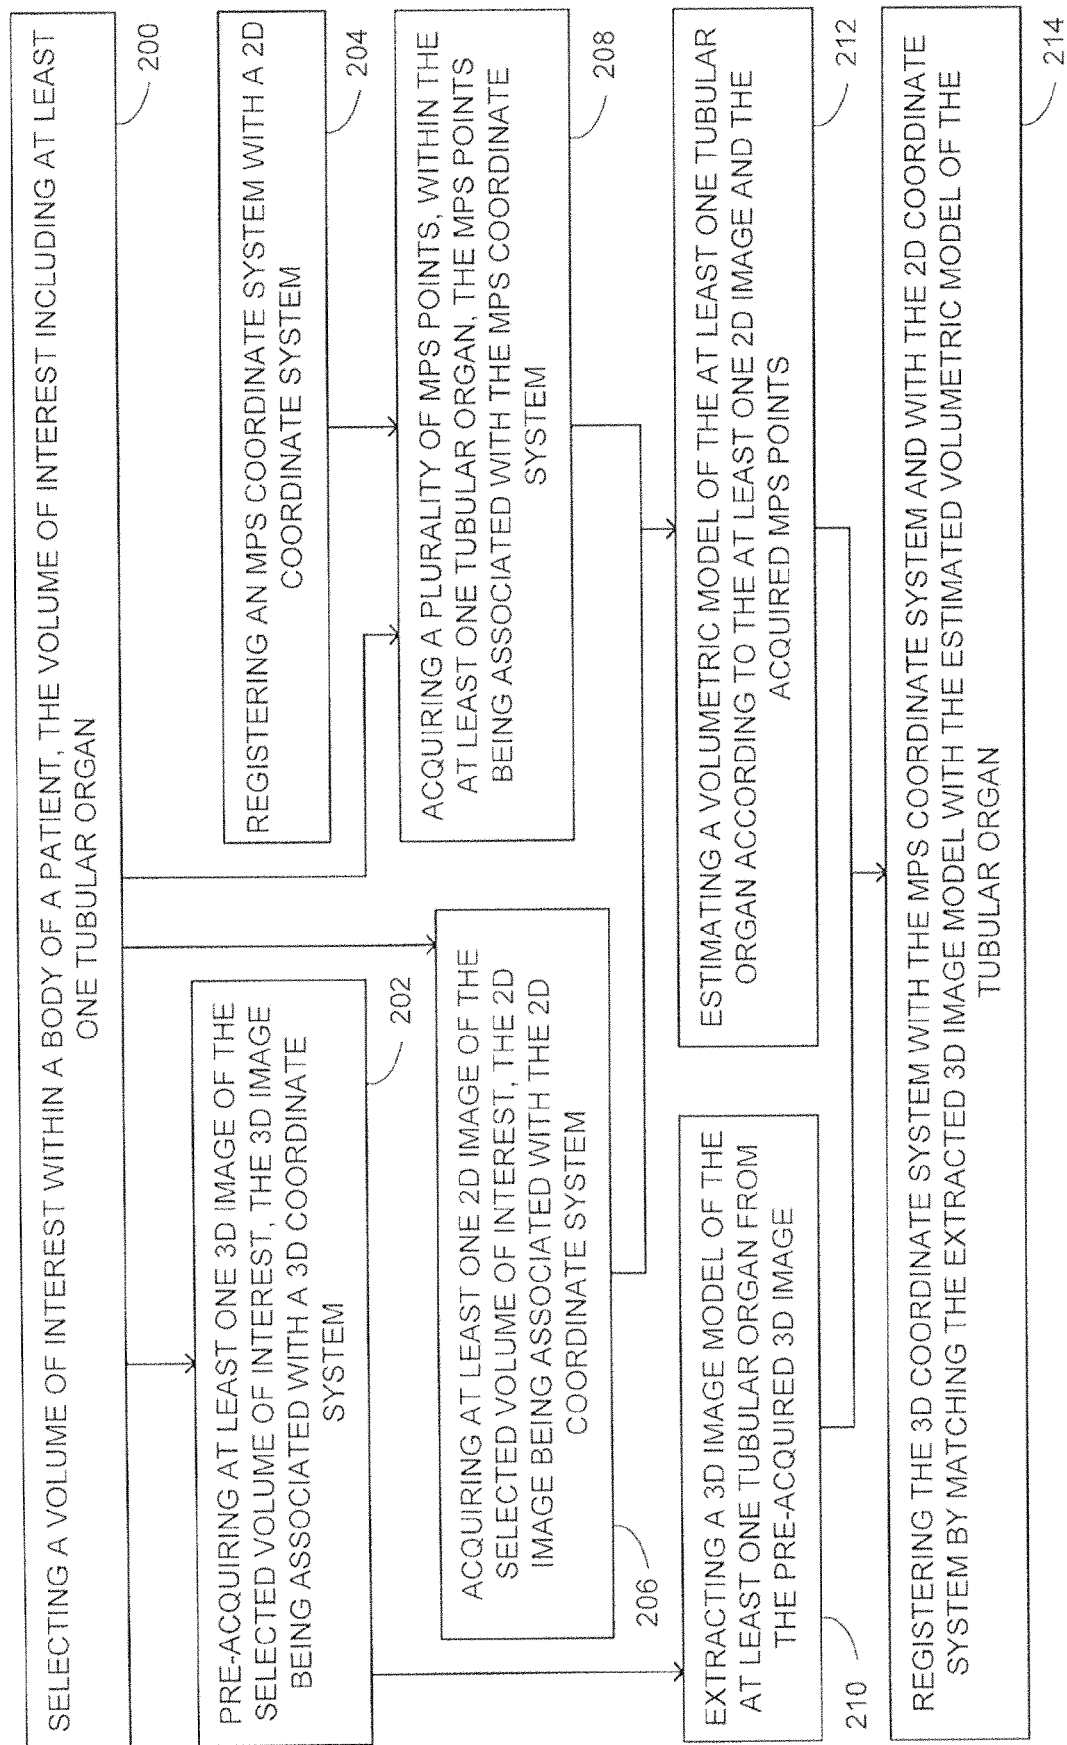 SELECTING A VOLUME OF INTEREST WITHIN A BODY OF A PATIENT, THE VOLUME OF INTEREST INCLUDING AT LEAST
ONE TUBULAR ORGAN
200
PRE-ACQUIRING AT LEAST ONE 3D IMAGE OF THE
SELECTED VOLUME OF INTEREST, THE 3D IMAGE
BEING ASSOCIATED WITH A 3D COORDINATE
SYSTEM
202
REGISTERING AN MPS COORDINATE SYSTEM WITH A 2D
COORDINATE SYSTEM
204
ACQUIRING AT LEAST ONE 2D IMAGE OF THE
SELECTED VOLUME OF INTEREST, THE 2D
IMAGE BEING ASSOCIATED WITH THE 2D
COORDINATE SYSTEM
206
ACQUIRING A PLURALITY OF MPS POINTS, WITHIN THE
AT LEAST ONE TUBULAR ORGAN, THE MPS POINTS
BEING ASSOCIATED WITH THE MPS COORDINATE
SYSTEM
208
EXTRACTING A 3D IMAGE MODEL OF THE
AT LEAST ONE TUBULAR ORGAN FROM
THE PRE-ACQUIRED 3D IMAGE
210
ESTIMATING A VOLUMETRIC MODEL OF THE AT LEAST ONE TUBULAR
ORGAN ACCORDING TO THE AT LEAST ONE 2D IMAGE AND THE
ACQUIRED MPS POINTS
212
REGISTERING THE 3D COORDINATE SYSTEM WITH THE MPS COORDINATE SYSTEM AND WITH THE 2D COORDINATE
SYSTEM BY MATCHING THE EXTRACTED 3D IMAGE MODEL WITH THE ESTIMATED VOLUMETRIC MODEL OF THE
TUBULAR ORGAN
214